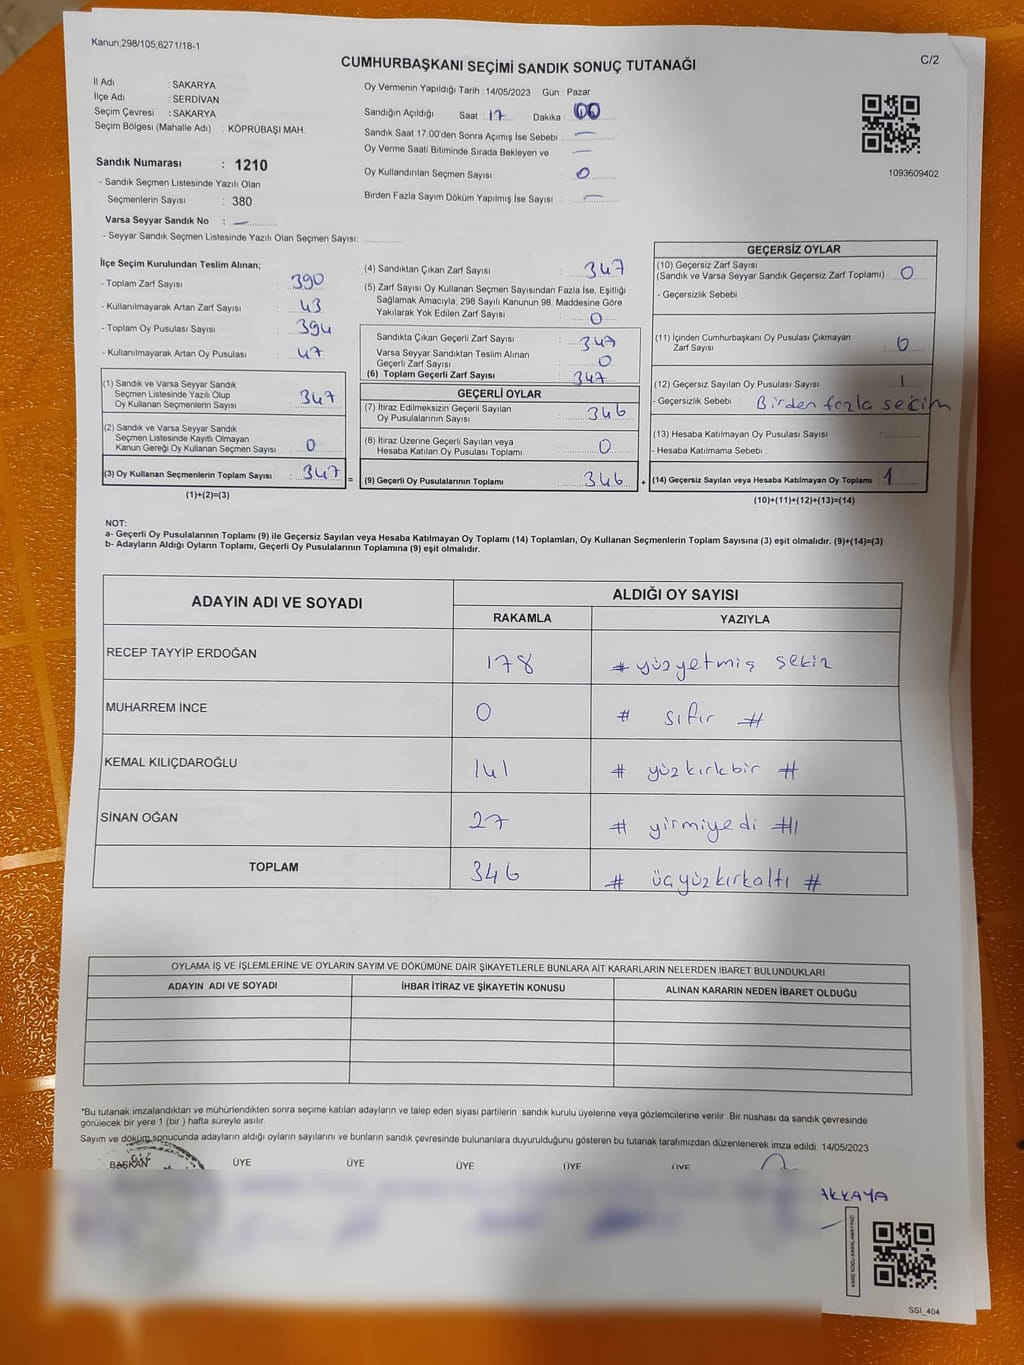 Kanun;298/105;6271/18-1
C/2
CUMHURBAŞKANI SEÇİMİ SANDIK SONUÇ TUTANAĞI
İl Adı : SAKARYA
İlçe Adı : SERDİVAN
Seçim Çevresi : SAKARYA
Seçim Bölgesi (Mahalle Adı) : KÖPRÜBAŞI MAH.
Sandık Numarası : 1210
- Sandık Seçmen Listesinde Yazılı Olan
Seçmenlerin Sayısı : 380
Varsa Seyyar Sandık No : —
- Seyyar Sandık Seçmen Listesinde Yazılı Olan Seçmen Sayısı:
Oy Vermenin Yapıldığı Tarih : 14/05/2023 Gün : Pazar
Sandığın Açıldığı Saat : 17 Dakika : 00
Sandık Saat 17:00'den Sonra Açımış İse Sebebi : —
Oy Verme Saati Bitiminde Sırada Bekleyen ve —
Oy Kullandırılan Seçmen Sayısı : 0
Birden Fazla Sayım Döküm Yapılmış İse Sayısı : —
1093609402
İlçe Seçim Kurulundan Teslim Alınan;
- Toplam Zarf Sayısı : 390
- Kullanılmayarak Artan Zarf Sayısı : 43
- Toplam Oy Pusulası Sayısı : 394
- Kullanılmayarak Artan Oy Pusulası : 47
(1) Sandık ve Varsa Seyyar Sandık
Seçmen Listesinde Yazılı Olup
Oy Kullanan Seçmenlerin Sayısı : 347
(2) Sandık ve Varsa Seyyar Sandık
Seçmen Listesinde Kayıtlı Olmayan
Kanun Gereği Oy Kullanan Seçmen Sayısı : 0
(3) Oy Kullanan Seçmenlerin Toplam Sayısı : 347 =
(1)+(2)=(3)
(4) Sandıktan Çıkan Zarf Sayısı : 347
(5) Zarf Sayısı Oy Kullanan Seçmen Sayısından Fazla İse, Eşitliği
Sağlamak Amacıyla; 298 Sayılı Kanunun 98. Maddesine Göre
Yakılarak Yok Edilen Zarf Sayısı : 0
Sandıkta Çıkan Geçerli Zarf Sayısı : 347
Varsa Seyyar Sandıktan Teslim Alınan
Geçerli Zarf Sayısı : 0
(6) Toplam Geçerli Zarf Sayısı : 347
GEÇERLİ OYLAR
(7) İtiraz Edilmeksizin Geçerli Sayılan
Oy Pusulalarının Sayısı : 346
(8) İtiraz Üzerine Geçerli Sayılan veya
Hesaba Katılan Oy Pusulası Toplamı : 0
(9) Geçerli Oy Pusulalarının Toplamı : 346 +
GEÇERSİZ OYLAR
(10) Geçersiz Zarf Sayısı
(Sandık ve Varsa Seyyar Sandık Geçersiz Zarf Toplamı) : 0
- Geçersizlik Sebebi :
(11) İçinden Cumhurbaşkanı Oy Pusulası Çıkmayan
Zarf Sayısı : 0
(12) Geçersiz Sayılan Oy Pusulası Sayısı : 1
- Geçersizlik Sebebi : Birden fazla seçim
(13) Hesaba Katılmayan Oy Pusulası Sayısı :
- Hesaba Katılmama Sebebi :
(14) Geçersiz Sayılan veya Hesaba Katılmayan Oy Toplamı : 1
(10)+(11)+(12)+(13)=(14)
NOT:
a- Geçerli Oy Pusulalarının Toplamı (9) ile Geçersiz Sayılan veya Hesaba Katılmayan Oy Toplamı (14) Toplamları, Oy Kullanan Seçmenlerin Toplam Sayısına (3) eşit olmalıdır. (9)+(14)=(3)
b- Adayların Aldığı Oyların Toplamı, Geçerli Oy Pusulalarının Toplamına (9) eşit olmalıdır.
ADAYIN ADI VE SOYADI
ALDIĞI OY SAYISI
RAKAMLA YAZIYLA
RECEP TAYYİP ERDOĞAN 178 # yüzyetmiş sekiz
MUHARREM İNCE 0 # sıfır #
KEMAL KILIÇDAROĞLU 141 # yüzkırkbir #
SİNAN OĞAN 27 # yirmiyedi #
TOPLAM 346 # üçyüzkırkaltı #
OYLAMA İŞ VE İŞLEMLERİNE VE OYLARIN SAYIM VE DÖKÜMÜNE DAİR ŞİKAYETLERLE BUNLARA AİT KARARLARIN NELERDEN İBARET BULUNDUKLARI
ADAYIN ADI VE SOYADI İHBAR İTİRAZ VE ŞİKAYETİN KONUSU ALINAN KARARIN NEDEN İBARET OLDUĞU
*Bu tutanak imzalandıktan ve mühürlendikten sonra seçime katılan adayların ve talep eden siyasi partilerin sandık kurulu üyelerine veya gözlemcilerine verilir. Bir nüshası da sandık çevresinde
görülecek bir yere 1 (bir) hafta süreyle asılır.
Sayım ve döküm sonucunda adayların aldığı oyların sayılarını ve bunların sandık çevresinde bulunanlara duyurulduğunu gösteren bu tutanak tarafımızdan düzenlenerek imza edildi. 14/05/2023
BAŞKAN ÜYE ÜYE ÜYE ÜYE ÜYE
AKKAYA
KARE KODU KARALAMAYINIZ!
SSI_404